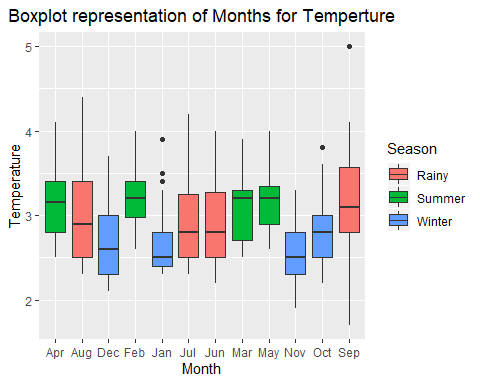 Boxplot representation of Months for Temperture
Temperature
5
4
3
2
Apr Aug Dec Feb Jan Jul Jun Mar May Nov Oct Sep
Month
Season
Rainy
Summer
Winter